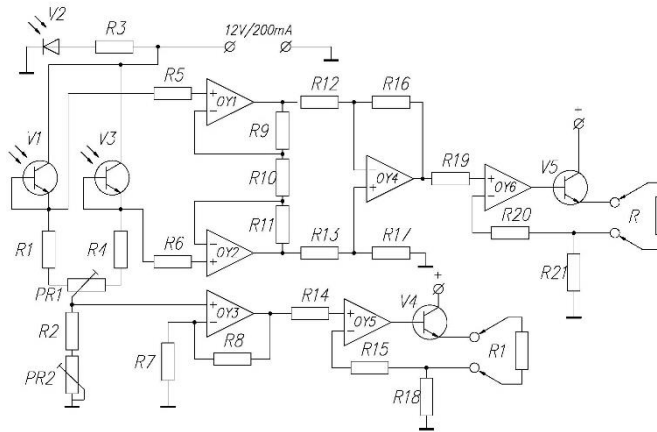 V2
R3
12V/200mA
R5
R12
R16
+
OY1
V1
V3
R9
R19
V5
OY4
+
OY6
R10
R
R11
R20
R1
R4
R6
OY2
R13
R17
R21
PR1
+
R14
V4
R2
OY3
OY5
R7
R8
R15
R1
PR2
R18